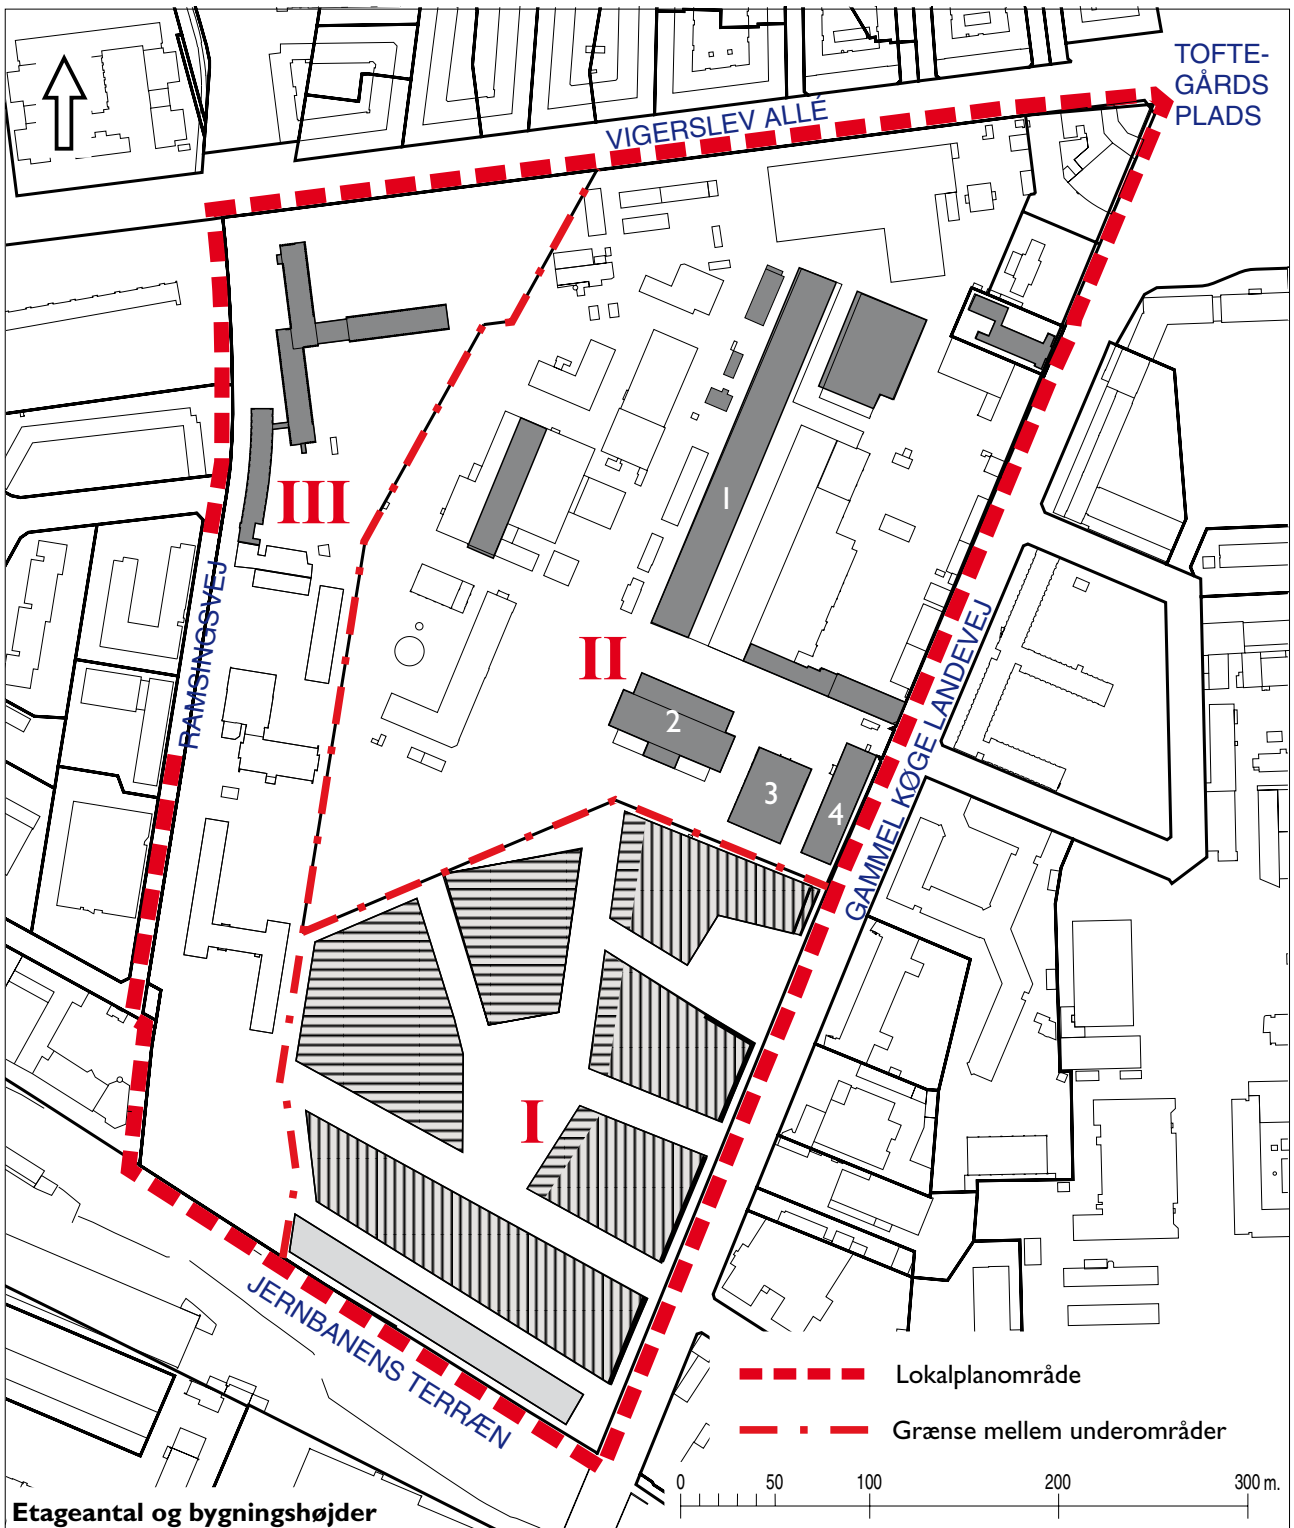 TOFTE-
GÅRDS
PLADS
VIGERSLEV ALLÉ
III
1
RAMSINGSVEJ
II
GAMMEL KØGE LANDEVEJ
2
3
4
I
JERNBANENS TERRÆN
Lokalplanområde
Grænse mellem underområder
0 50 100 200 300 m.
Etageantal og bygningshøjder